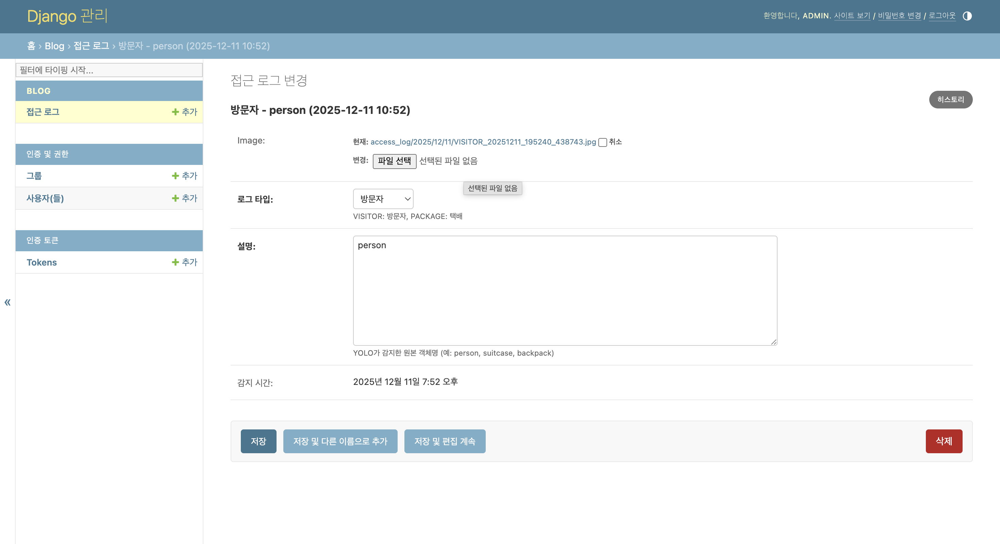 Django 관리
환영합니다, ADMIN. 사이트 보기 / 비밀번호 변경 / 로그아웃
홈 › Blog › 접근 로그 › 방문자 - person (2025-12-11 10:52)
필터에 타이핑 시작...
BLOG
접근 로그 추가
인증 및 권한
그룹 추가
사용자(들) 추가
인증 토큰
Tokens 추가
«
접근 로그 변경
히스토리
방문자 - person (2025-12-11 10:52)
Image: 현재: access_log/2025/12/11/VISITOR_20251211_195240_438743.jpg 취소
변경: 파일 선택 선택된 파일 없음
선택된 파일 없음
로그 타입: 방문자
VISITOR: 방문자, PACKAGE: 택배
설명: person
YOLO가 감지한 원본 객체명 (예: person, suitcase, backpack)
감지 시간: 2025년 12월 11일 7:52 오후
저장 저장 및 다른 이름으로 추가 저장 및 편집 계속 삭제